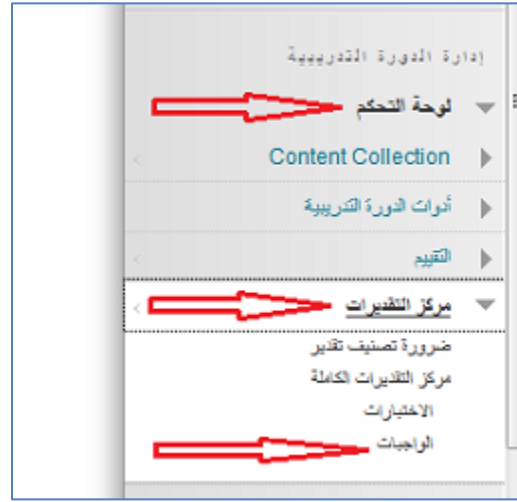 إدارة الدورة التدريبية
لوحة التحكم
Content Collection
أدوات الدورة التدريبية
التقييم
مركز التقديرات
ضرورة تصنيف تقدير
مركز التقديرات الكاملة
الاختبارات
الواجبات